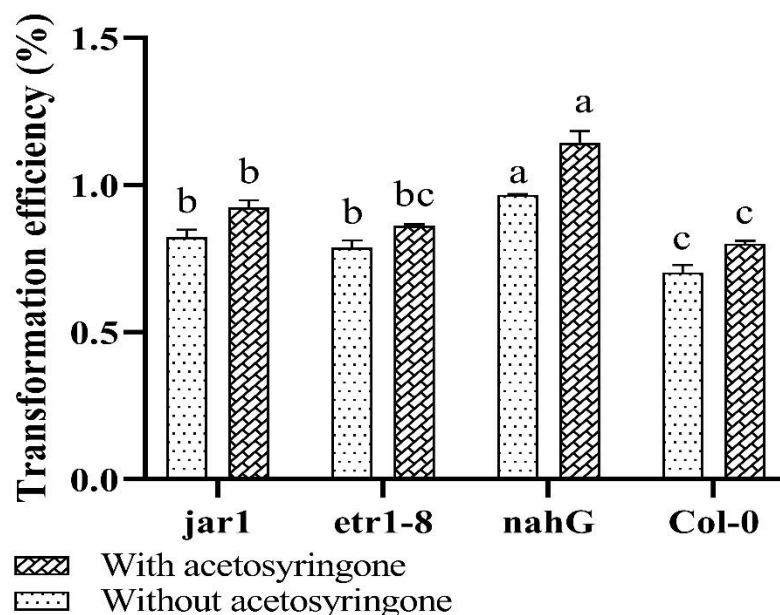 Transformation efficiency (%)
1.5
1.0
0.5
0.0
b
b
b
bc
a
a
c
c
jar1
etr1-8
nahG
Col-0
With acetosyringone
Without acetosyringone